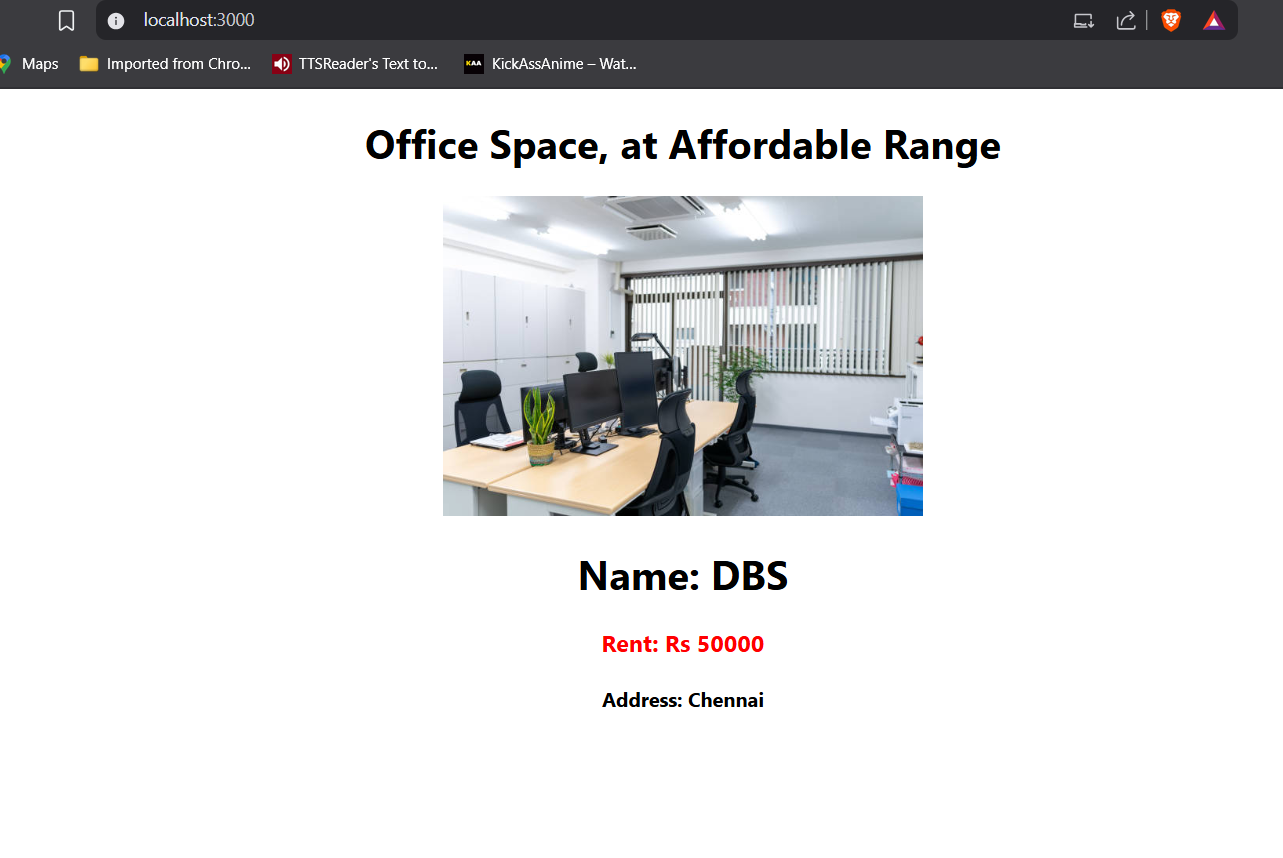 localhost:3000
Maps
Imported from Chro...
TTSReader's Text to...
KAA
KickAssAnime – Wat...
Office Space, at Affordable Range
Name: DBS
Rent: Rs 50000
Address: Chennai